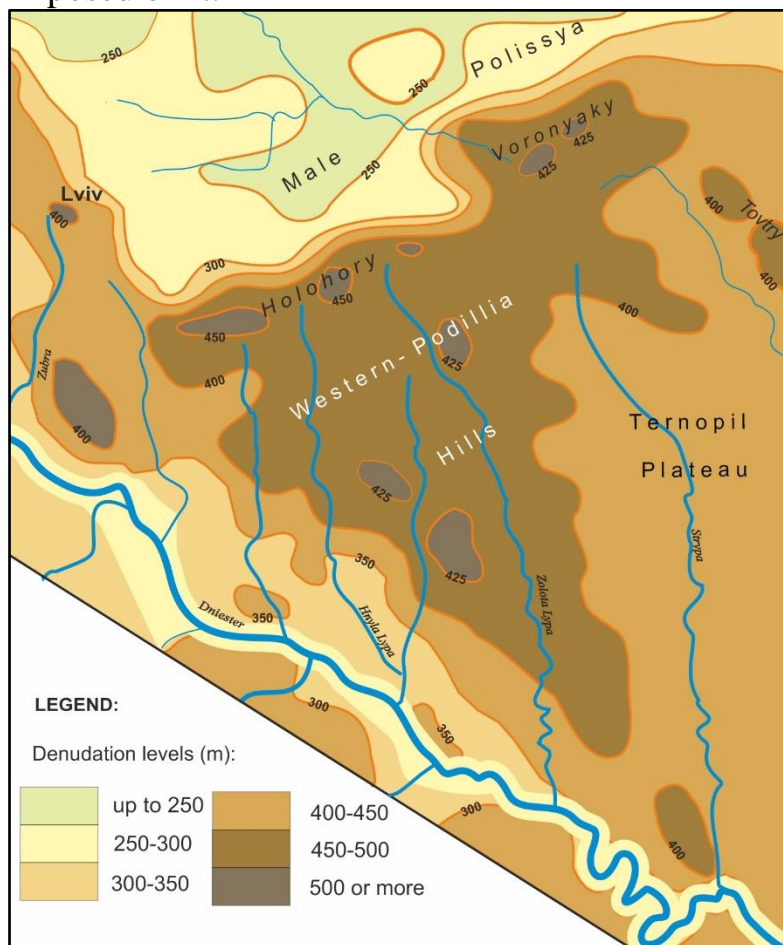 250
Polissya
250
Voronyaky
425
425
Male
250
Lviv
400
400
Tovtry
400
300
Holohory
450
450
400
400
Western-Podillia
Hills
425
Zubra
400
Ternopil
Plateau
425
425
350
Strypa
Zolota Lypa
Hnyla Lypa
350
Dniester
300
350
300
400
LEGEND:
Denudation levels (m):
up to 250
250-300
300-350
400-450
450-500
500 or more